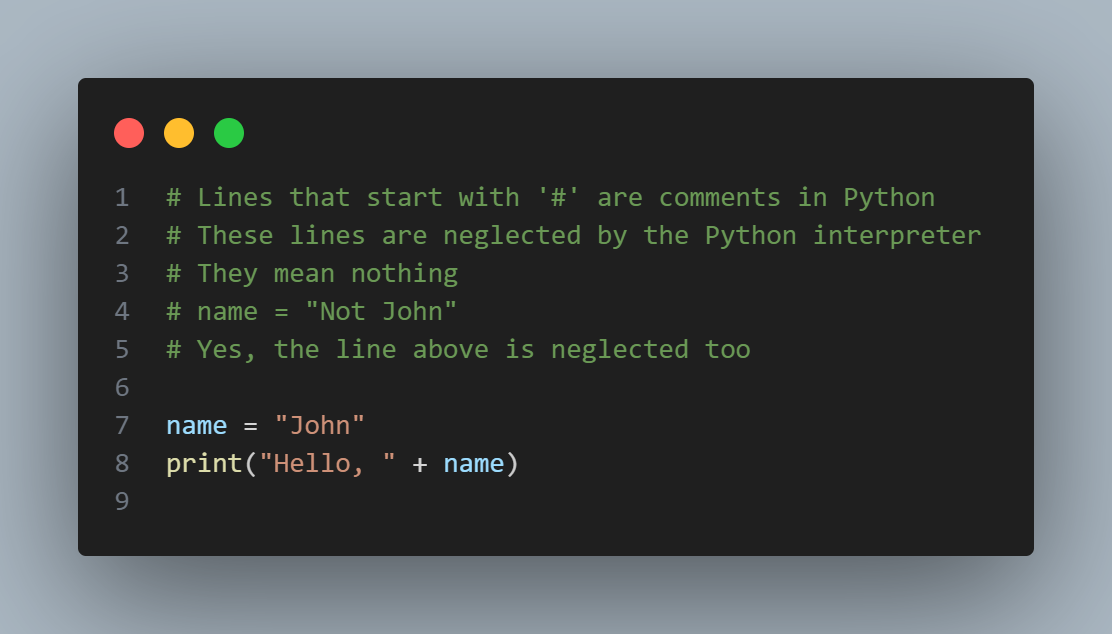 1 # Lines that start with '#' are comments in Python
2 # These lines are neglected by the Python interpreter
3 # They mean nothing
4 # name = "Not John"
5 # Yes, the line above is neglected too
6
7 name = "John"
8 print("Hello, " + name)
9